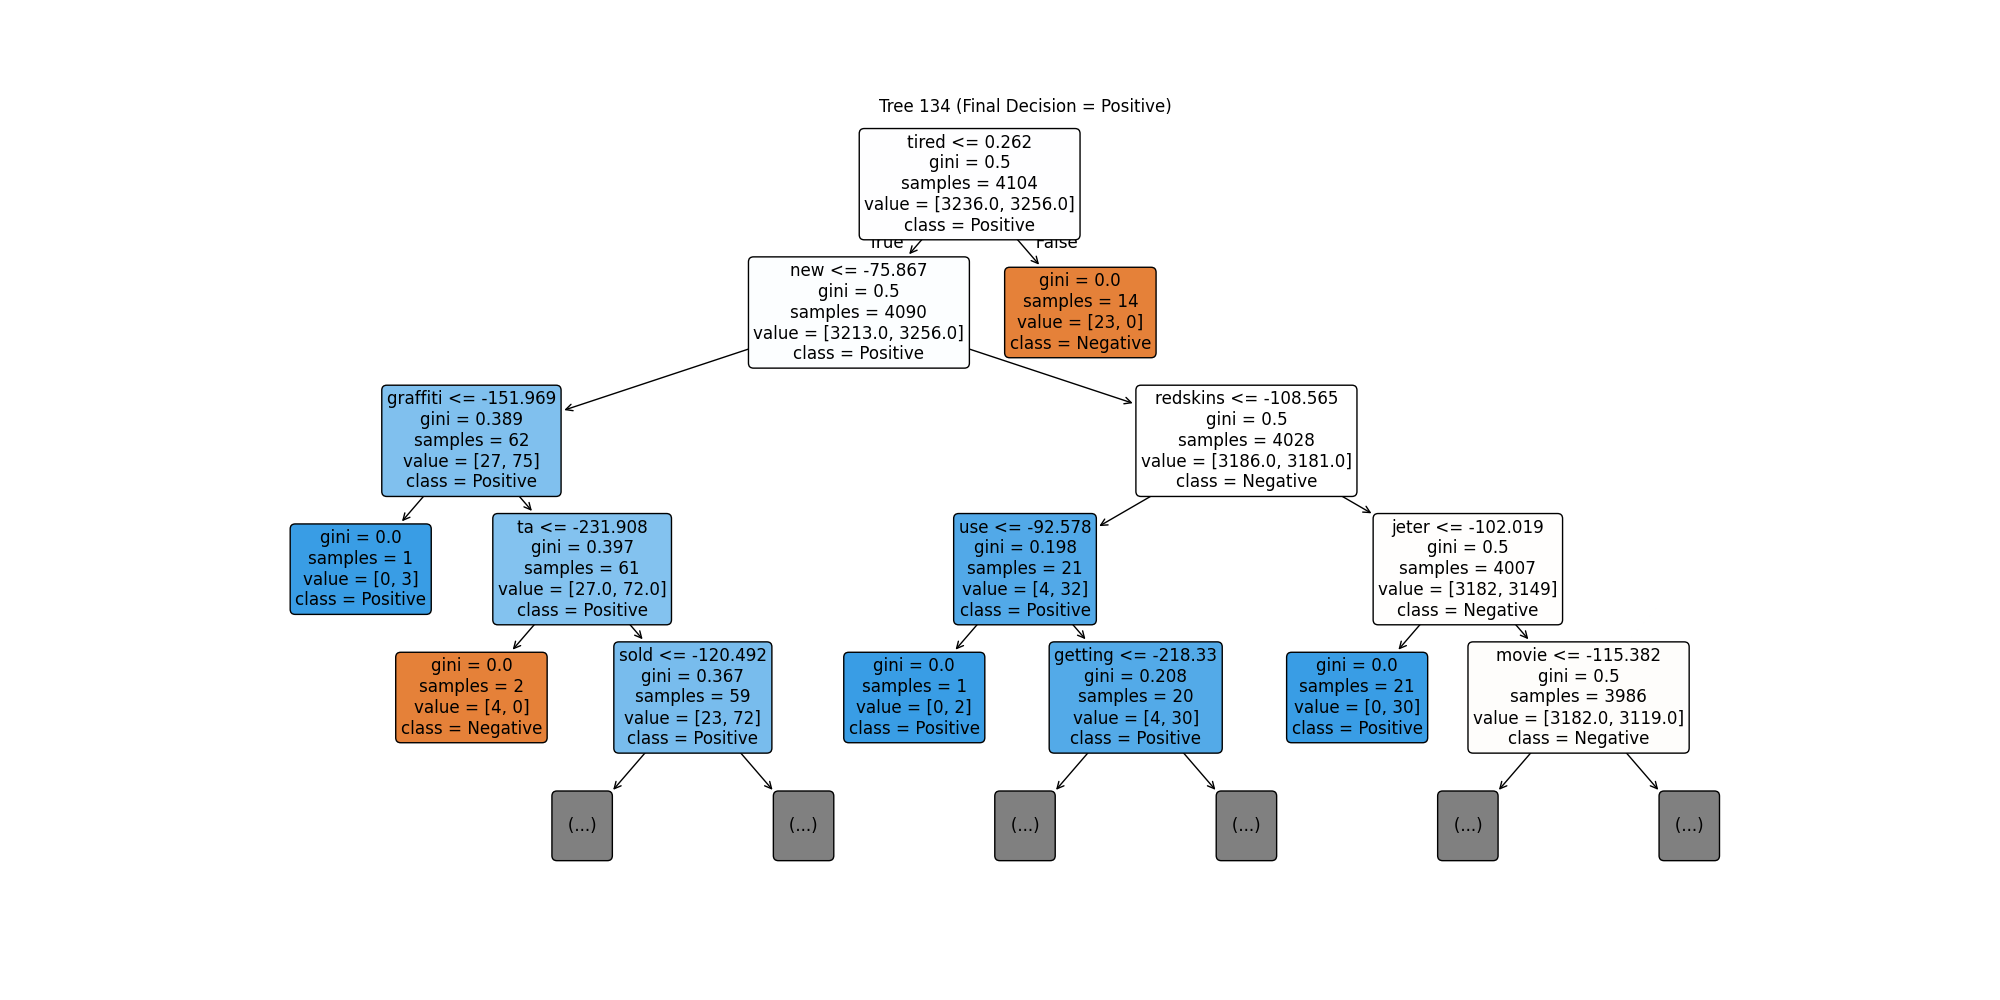 Tree 134 (Final Decision = Positive)
tired <= 0.262
gini = 0.5
samples = 4104
value = [3236.0, 3256.0]
class = Positive
True
False
new <= -75.867
gini = 0.5
samples = 4090
value = [3213.0, 3256.0]
class = Positive
gini = 0.0
samples = 14
value = [23, 0]
class = Negative
graffiti <= -151.969
gini = 0.389
samples = 62
value = [27, 75]
class = Positive
redskins <= -108.565
gini = 0.5
samples = 4028
value = [3186.0, 3181.0]
class = Negative
gini = 0.0
samples = 1
value = [0, 3]
class = Positive
ta <= -231.908
gini = 0.397
samples = 61
value = [27.0, 72.0]
class = Positive
use <= -92.578
gini = 0.198
samples = 21
value = [4, 32]
class = Positive
jeter <= -102.019
gini = 0.5
samples = 4007
value = [3182, 3149]
class = Negative
gini = 0.0
samples = 2
value = [4, 0]
class = Negative
sold <= -120.492
gini = 0.367
samples = 59
value = [23, 72]
class = Positive
gini = 0.0
samples = 1
value = [0, 2]
class = Positive
getting <= -218.33
gini = 0.208
samples = 20
value = [4, 30]
class = Positive
gini = 0.0
samples = 21
value = [0, 30]
class = Positive
movie <= -115.382
gini = 0.5
samples = 3986
value = [3182.0, 3119.0]
class = Negative
(...)
(...)
(...)
(...)
(...)
(...)